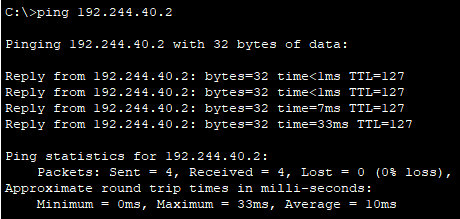 C:\>ping 192.244.40.2
Pinging 192.244.40.2 with 32 bytes of data:
Reply from 192.244.40.2: bytes=32 time<1ms TTL=127
Reply from 192.244.40.2: bytes=32 time<1ms TTL=127
Reply from 192.244.40.2: bytes=32 time=7ms TTL=127
Reply from 192.244.40.2: bytes=32 time=33ms TTL=127
Ping statistics for 192.244.40.2:
Packets: Sent = 4, Received = 4, Lost = 0 (0% loss),
Approximate round trip times in milli-seconds:
Minimum = 0ms, Maximum = 33ms, Average = 10ms